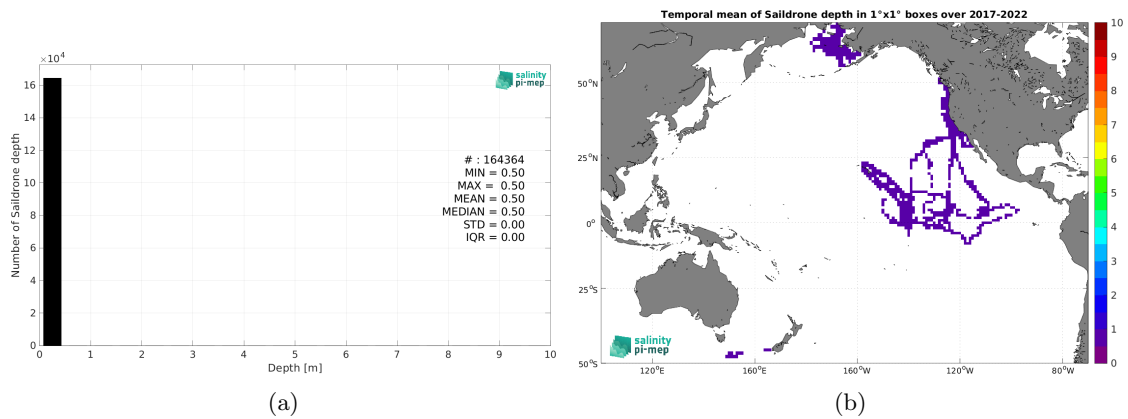 ×10⁴
16
14
12
10
8
6
4
2
0
Number of Saildrone depth
salinity
pi-mep
# : 164364
MIN = 0.50
MAX = 0.50
MEAN = 0.50
MEDIAN = 0.50
STD = 0.00
IQR = 0.00
0 1 2 3 4 5 6 7 8 9 10
Depth [m]
(a)
Temporal mean of Saildrone depth in 1°x1° boxes over 2017-2022
50°N
25°N
0°
25°S
50°S
120°E 160°E 160°W 120°W 80°W
salinity
pi-mep
10
9
8
7
6
5
4
3
2
1
0
(b)